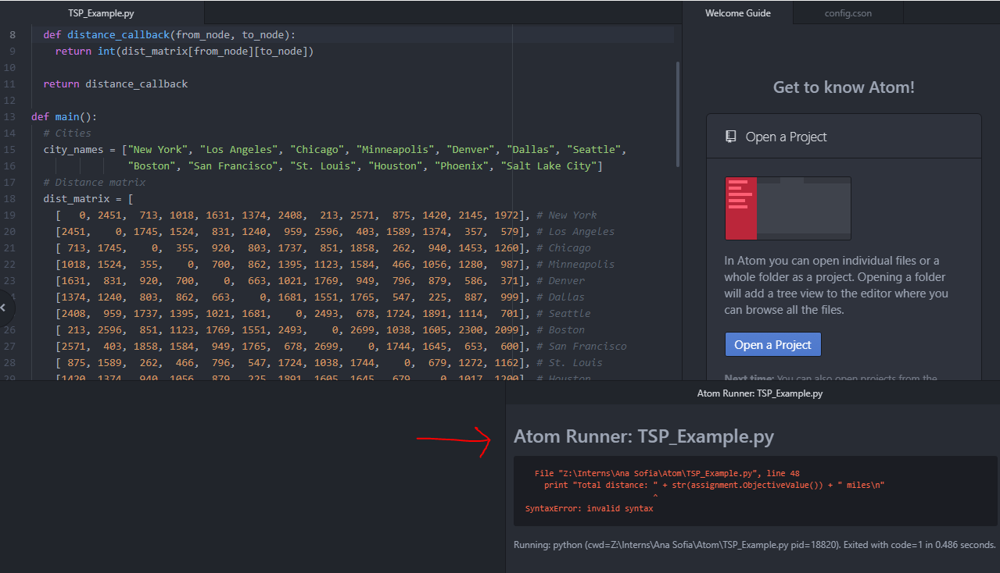 TSP_Example.py
Welcome Guide
config.cson
8 def distance_callback(from_node, to_node):
9 return int(dist_matrix[from_node][to_node])
10
11 return distance_callback
12
13 def main():
14 # Cities
15 city_names = ["New York", "Los Angeles", "Chicago", "Minneapolis", "Denver", "Dallas", "Seattle",
16 "Boston", "San Francisco", "St. Louis", "Houston", "Phoenix", "Salt Lake City"]
17 # Distance matrix
18 dist_matrix = [
19 [   0, 2451,  713, 1018, 1631, 1374, 2408,  213, 2571,  875, 1420, 2145, 1972], # New York
20 [2451,    0, 1745, 1524,  831, 1240,  959, 2596,  403, 1589, 1374,  357,  579], # Los Angeles
21 [ 713, 1745,    0,  355,  920,  803, 1737,  851, 1858,  262,  940, 1453, 1260], # Chicago
22 [1018, 1524,  355,    0,  700,  862, 1395, 1123, 1584,  466, 1056, 1280,  987], # Minneapolis
23 [1631,  831,  920,  700,    0,  663, 1021, 1769,  949,  796,  879,  586,  371], # Denver
[1374, 1240,  803,  862,  663,    0, 1681, 1551, 1765,  547,  225,  887,  999], # Dallas
[2408,  959, 1737, 1395, 1021, 1681,    0, 2493,  678, 1724, 1891, 1114,  701], # Seattle
26 [ 213, 2596,  851, 1123, 1769, 1551, 2493,    0, 2699, 1038, 1605, 2300, 2099], # Boston
27 [2571,  403, 1858, 1584,  949, 1765,  678, 2699,    0, 1744, 1645,  653,  600], # San Francisco
28 [ 875, 1589,  262,  466,  796,  547, 1724, 1038, 1744,    0,  679, 1272, 1162], # St. Louis
29 [1420, 1374,  940, 1056,  879,  225, 1891, 1605, 1645,  679,    0, 1017, 1200], # Houston
Get to know Atom!
Open a Project
In Atom you can open individual files or a
whole folder as a project. Opening a folder
will add a tree view to the editor where you
can browse all the files.
Open a Project
Next time: You can also open projects from the
Atom Runner: TSP_Example.py
Atom Runner: TSP_Example.py
File "Z:\Interns\Ana Sofia\Atom\TSP_Example.py", line 48
print "Total distance: " + str(assignment.ObjectiveValue()) + " miles\n"
^
SyntaxError: invalid syntax
Running: python (cwd=Z:\Interns\Ana Sofia\Atom\TSP_Example.py pid=18820). Exited with code=1 in 0.486 seconds.